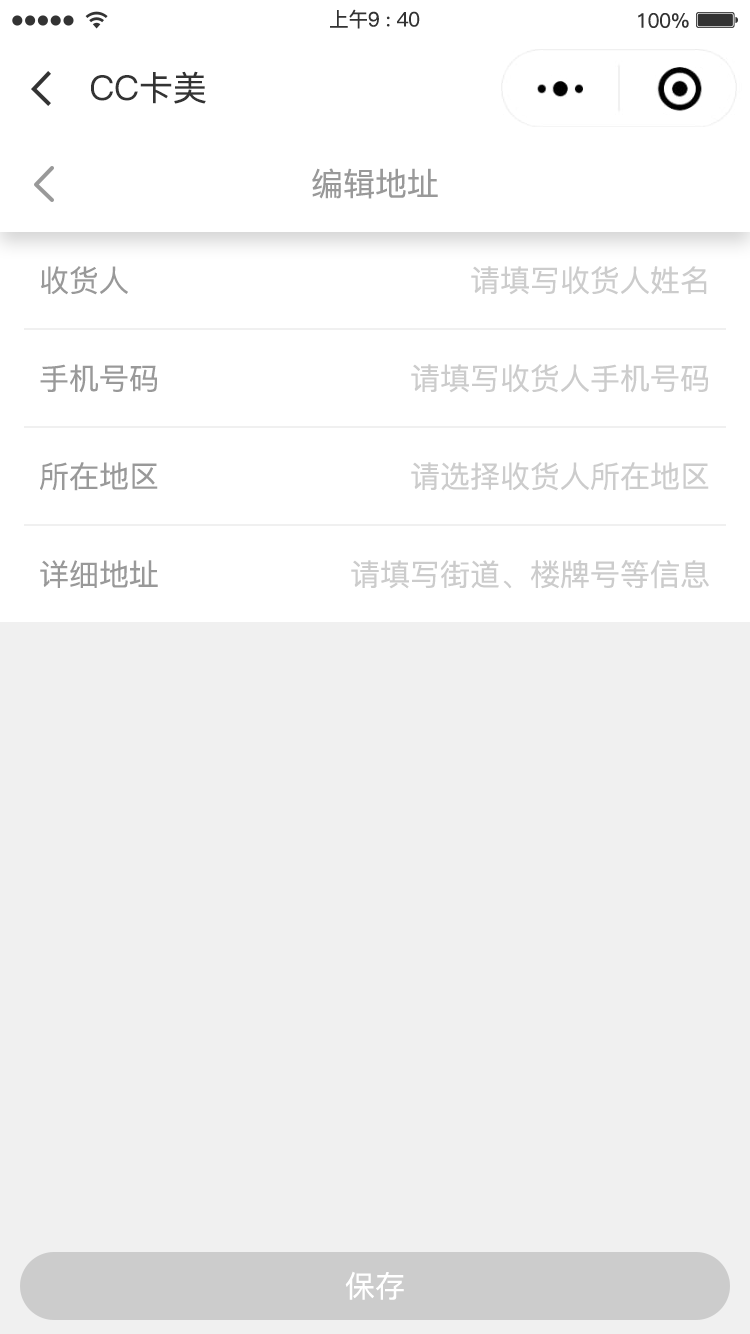 上午9 : 40
100%
CC卡美
编辑地址
收货人 请填写收货人姓名
手机号码 请填写收货人手机号码
所在地区 请选择收货人所在地区
详细地址 请填写街道、楼牌号等信息
保存